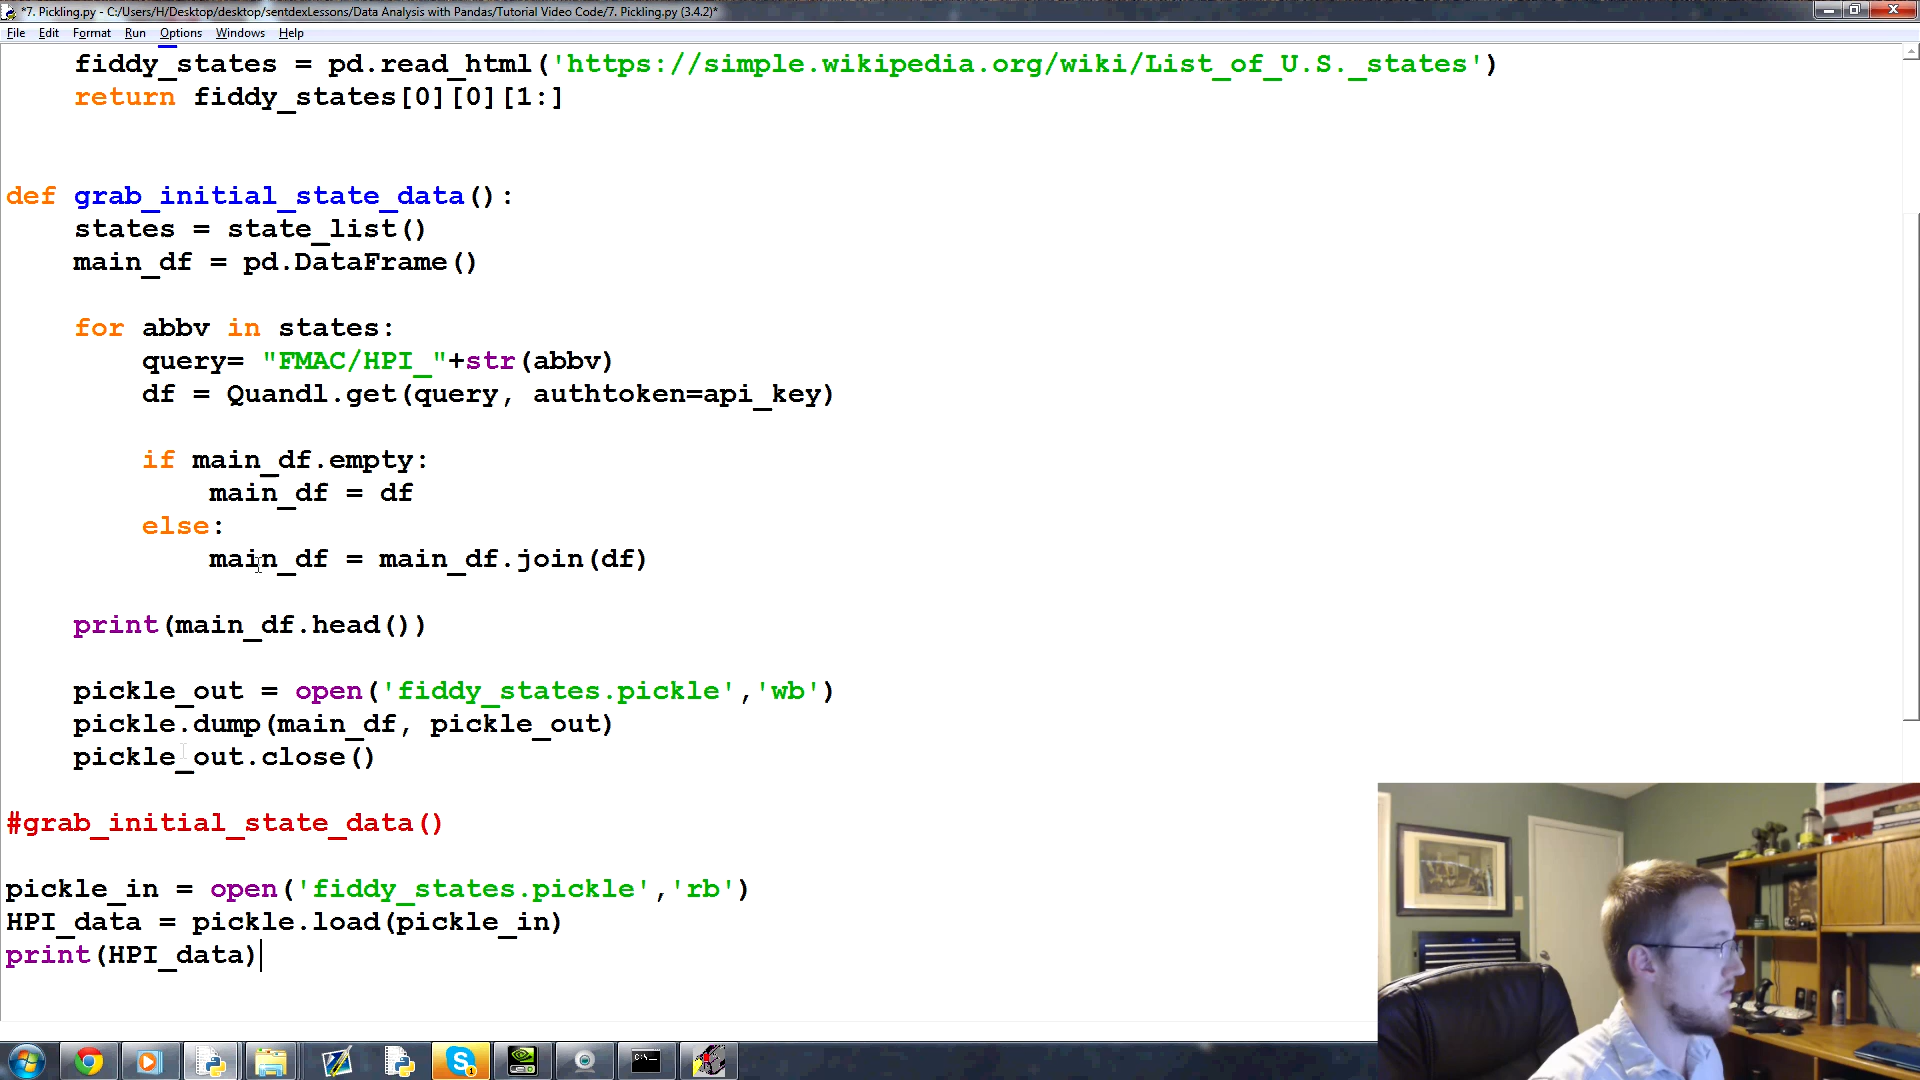 *7. Pickling.py - C:/Users/H/Desktop/desktop/sentdexLessons/Data Analysis with Pandas/Tutorial Video Code/7. Pickling.py (3.4.2)*
File Edit Format Run Options Windows Help
fiddy_states = pd.read_html('https://simple.wikipedia.org/wiki/List_of_U.S._states')
return fiddy_states[0][0][1:]
def grab_initial_state_data():
states = state_list()
main_df = pd.DataFrame()
for abbv in states:
query= "FMAC/HPI_"+str(abbv)
df = Quandl.get(query, authtoken=api_key)
if main_df.empty:
main_df = df
else:
main_df = main_df.join(df)
print(main_df.head())
pickle_out = open('fiddy_states.pickle','wb')
pickle.dump(main_df, pickle_out)
pickle_out.close()
#grab_initial_state_data()
pickle_in = open('fiddy_states.pickle','rb')
HPI_data = pickle.load(pickle_in)
print(HPI_data)